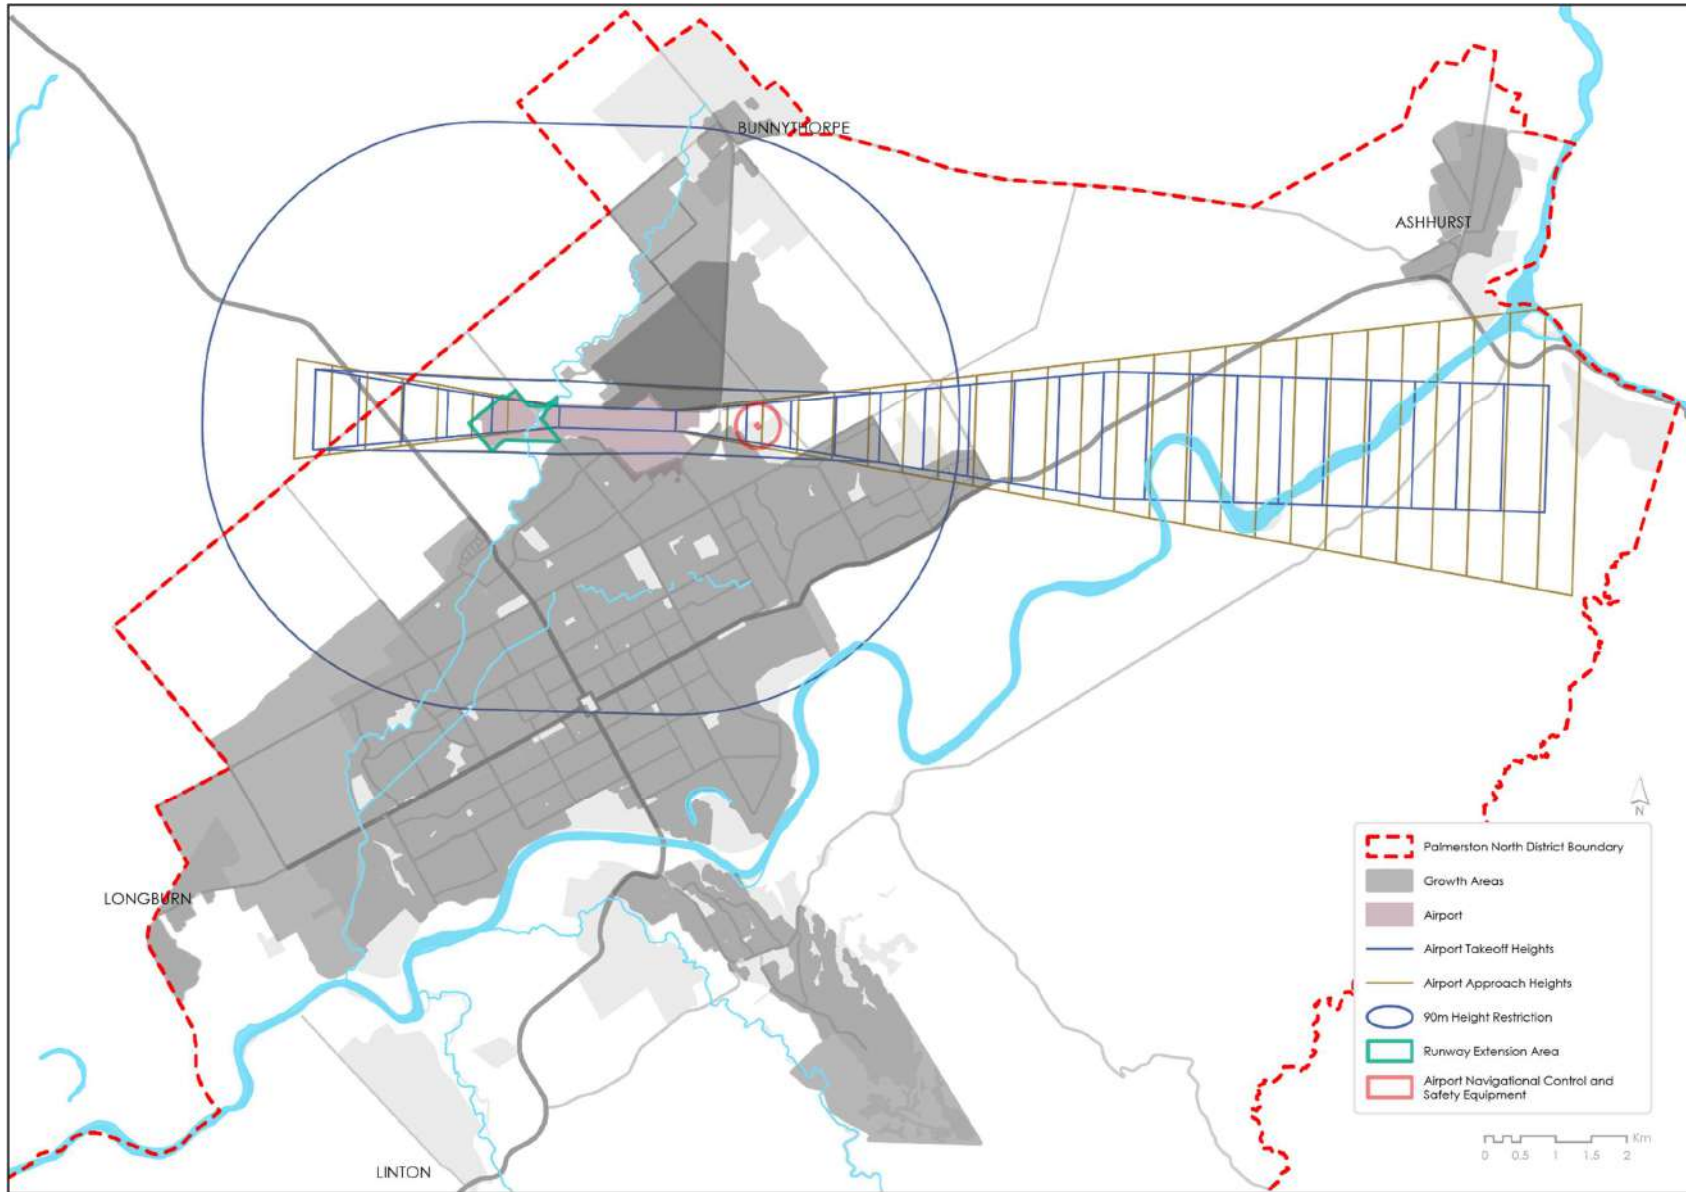 BUNNYTHORPE
ASHHURST
LONGBURN
LINTON
N
Palmerston North District Boundary
Growth Areas
Airport
Airport Takeoff Heights
Airport Approach Heights
90m Height Restriction
Runway Extension Area
Airport Navigational Control and
Safety Equipment
Km
0 0.5 1 1.5 2